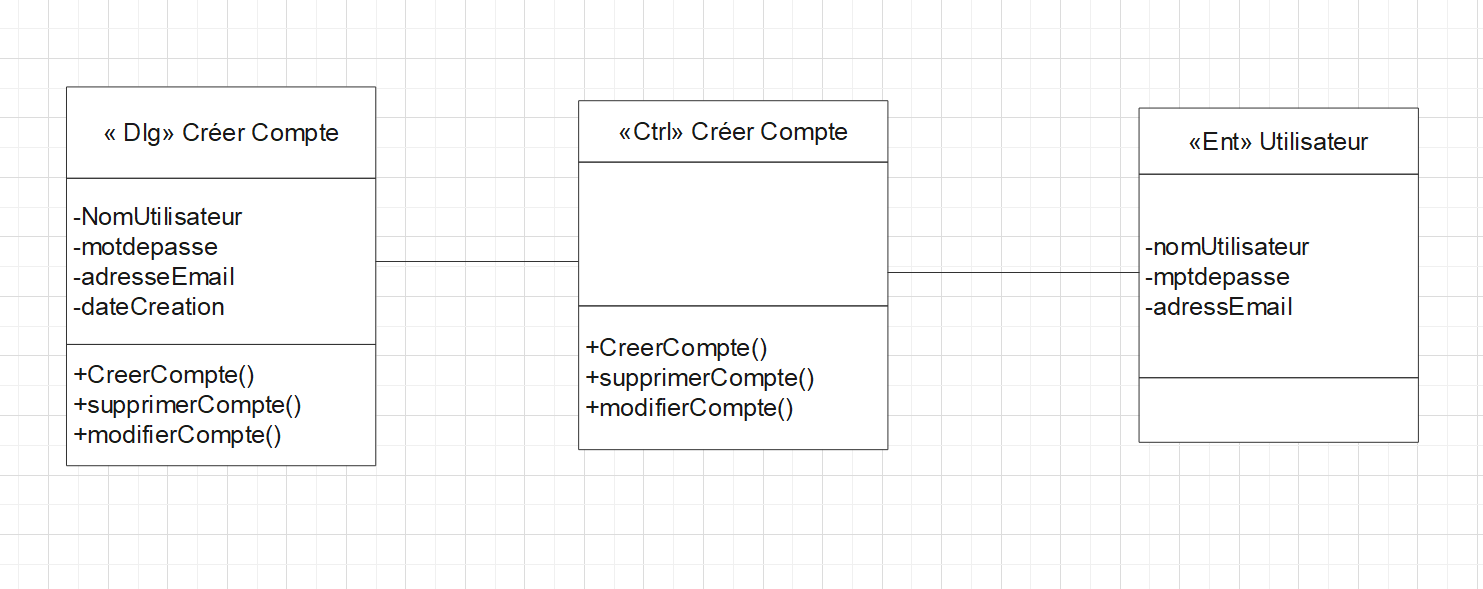 « Dlg» Créer Compte
-NomUtilisateur
-motdepasse
-adresseEmail
-dateCreation
+CreerCompte()
+supprimerCompte()
+modifierCompte()
«Ctrl» Créer Compte
+CreerCompte()
+supprimerCompte()
+modifierCompte()
«Ent» Utilisateur
-nomUtilisateur
-mptdepasse
-adressEmail